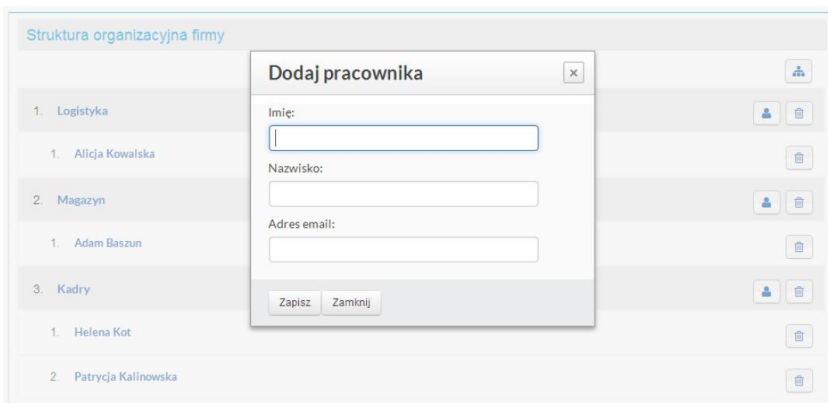 Struktura organizacyjna firmy
Dodaj pracownika
×
Imię:
Nazwisko:
Adres email:
Zapisz Zamknij
1. Logistyka
1. Alicja Kowalska
2. Magazyn
1. Adam Baszun
3. Kadry
1. Helena Kot
2. Patrycja Kalinowska